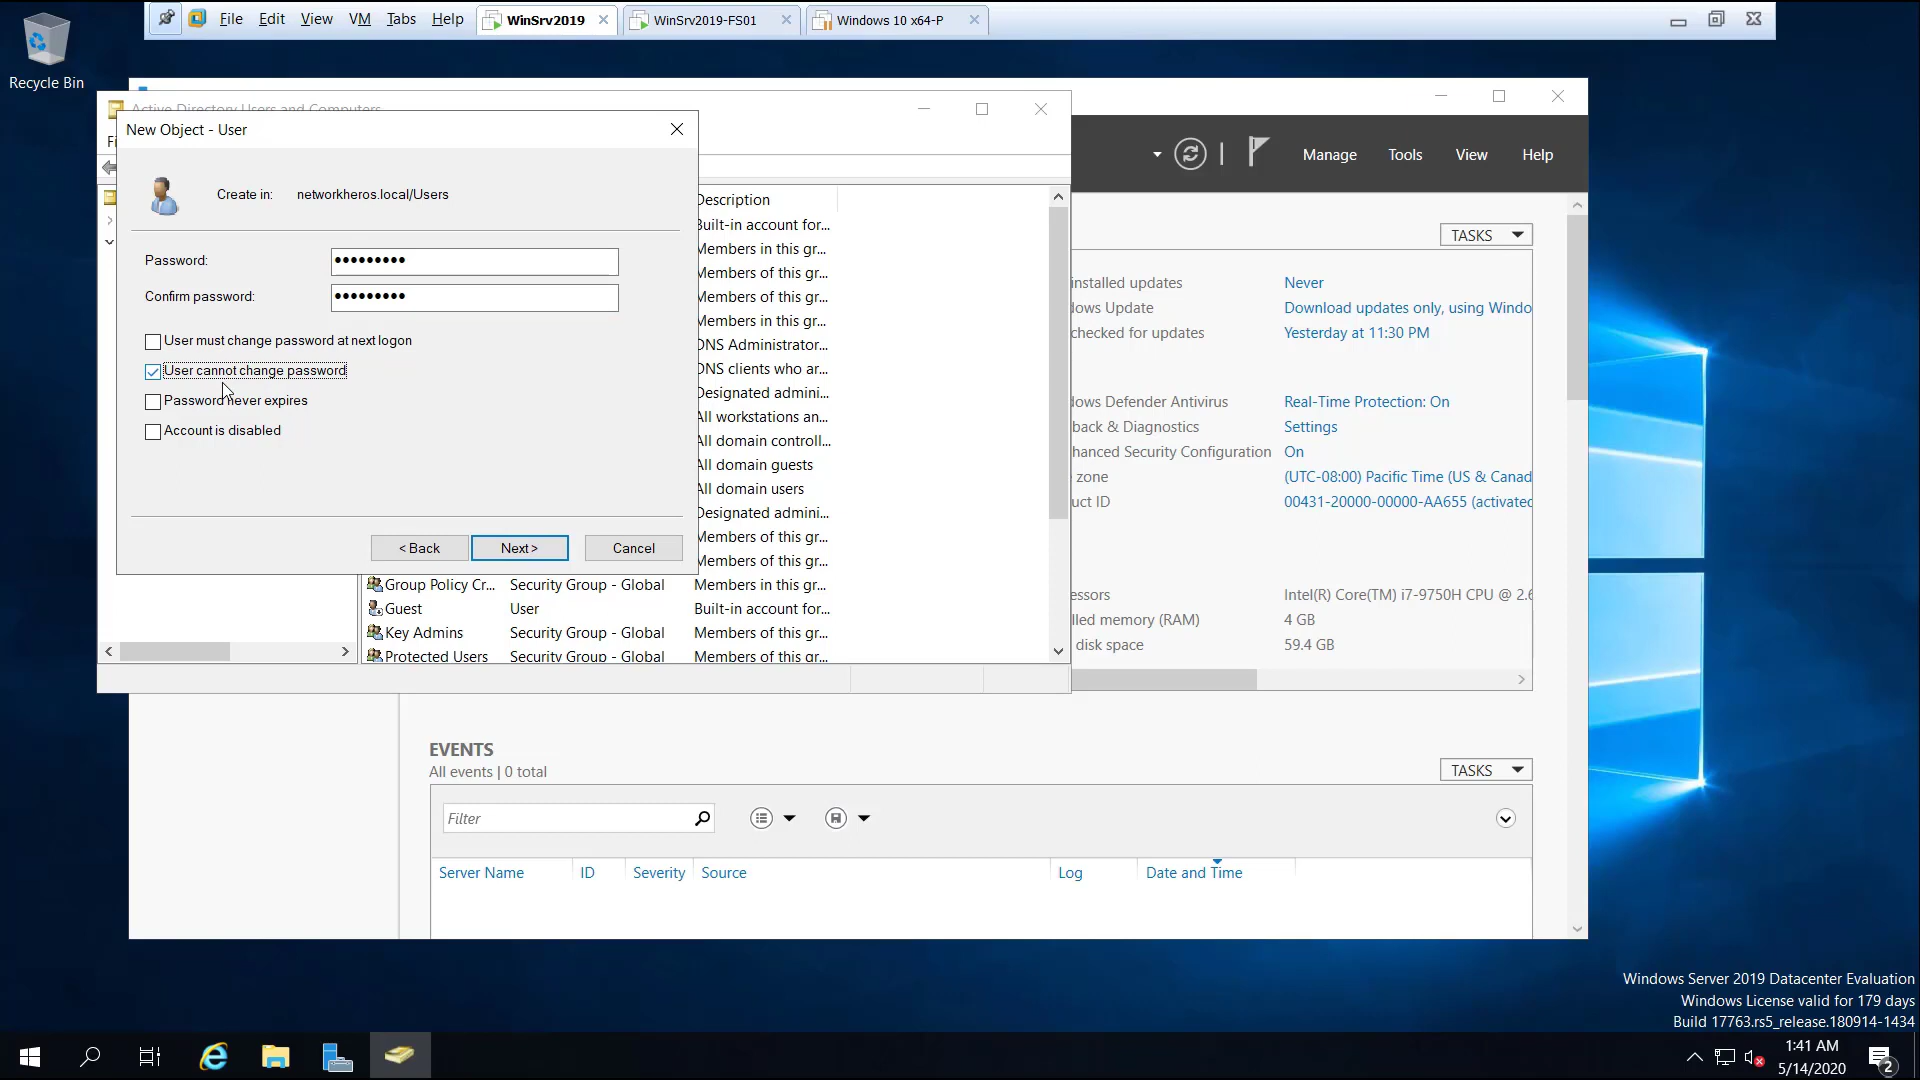 File Edit View VM Tabs Help WinSrv2019 WinSrv2019-FS01 Windows 10 x64-P
Recycle Bin
Active Directory Users and Computers
New Object - User
Manage Tools View Help
Create in: networkheros.local/Users
Password:
Confirm password:
User must change password at next logon
User cannot change password
Password never expires
Account is disabled
< Back Next > Cancel
Description
Built-in account for...
Members in this gr...
Members of this gr...
Members of this gr...
Members in this gr...
DNS Administrator...
DNS clients who ar...
Designated admini...
All workstations an...
All domain controll...
All domain guests
All domain users
Designated admini...
Members of this gr...
Members of this gr...
Group Policy Cr... Security Group - Global Members in this gr...
Guest User Built-in account for...
Key Admins Security Group - Global Members of this gr...
Protected Users Security Group - Global Members of this gr...
TASKS
installed updates Never
dows Update Download updates only, using Windo
checked for updates Yesterday at 11:30 PM
dows Defender Antivirus Real-Time Protection: On
back & Diagnostics Settings
hanced Security Configuration On
zone (UTC-08:00) Pacific Time (US & Canad
uct ID 00431-20000-00000-AA655 (activated
essors Intel(R) Core(TM) i7-9750H CPU @ 2.6
lled memory (RAM) 4 GB
disk space 59.4 GB
EVENTS
All events | 0 total
TASKS
Filter
Server Name ID Severity Source Log Date and Time
Windows Server 2019 Datacenter Evaluation
Windows License valid for 179 days
Build 17763.rs5_release.180914-1434
1:41 AM
5/14/2020
2